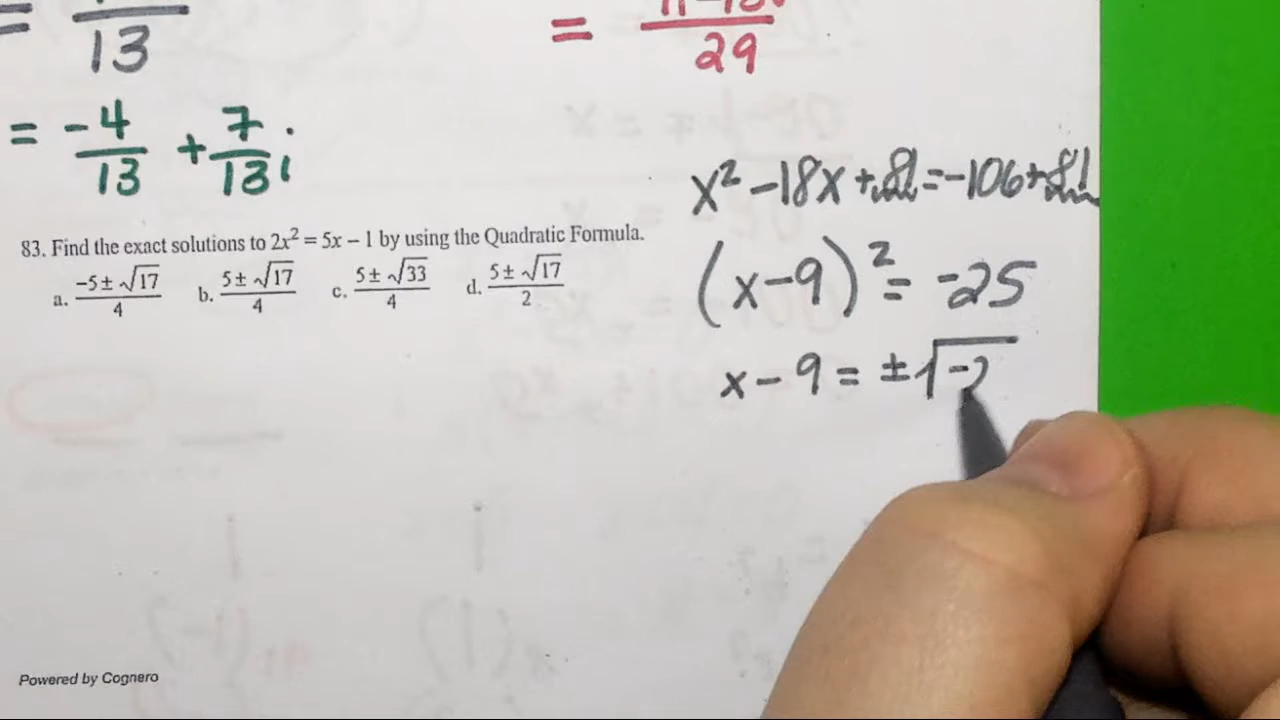 = 13
= 29
= -4/13 + 7/13 i
x² - 18x + 81 = -106 + 81
83. Find the exact solutions to 2x² = 5x – 1 by using the Quadratic Formula.
(x-9)² = -25
a. -5 ± √17 / 4 b. 5 ± √17 / 4 c. 5 ± √33 / 4 d. 5 ± √17 / 2
x - 9 = ± √-2
Powered by Cognero